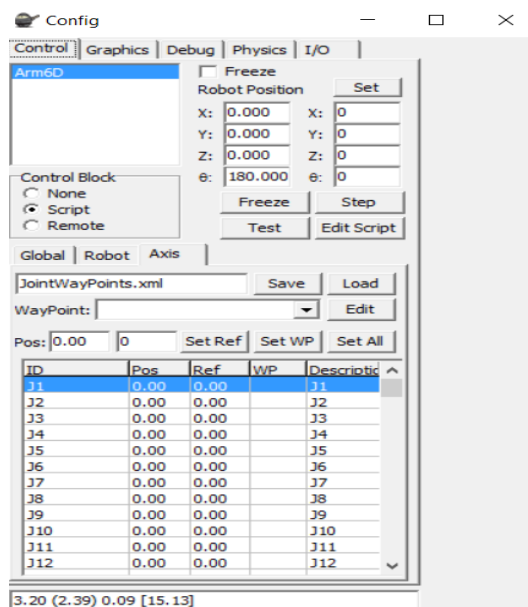 Config
Control Graphics Debug Physics I/O
Arm6D
Freeze
Robot Position Set
X: 0.000 X: 0
Y: 0.000 Y: 0
Z: 0.000 Z: 0
θ: 180.000 θ: 0
Control Block
None
Script
Remote
Freeze Step
Test Edit Script
Global Robot Axis
JointWayPoints.xml Save Load
WayPoint: Edit
Pos: 0.00 0 Set Ref Set WP Set All
ID Pos Ref WP Descriptic
J1 0.00 0.00 J1
J2 0.00 0.00 J2
J3 0.00 0.00 J3
J4 0.00 0.00 J4
J5 0.00 0.00 J5
J6 0.00 0.00 J6
J7 0.00 0.00 J7
J8 0.00 0.00 J8
J9 0.00 0.00 J9
J10 0.00 0.00 J10
J11 0.00 0.00 J11
J12 0.00 0.00 J12
3.20 (2.39) 0.09 [15.13]